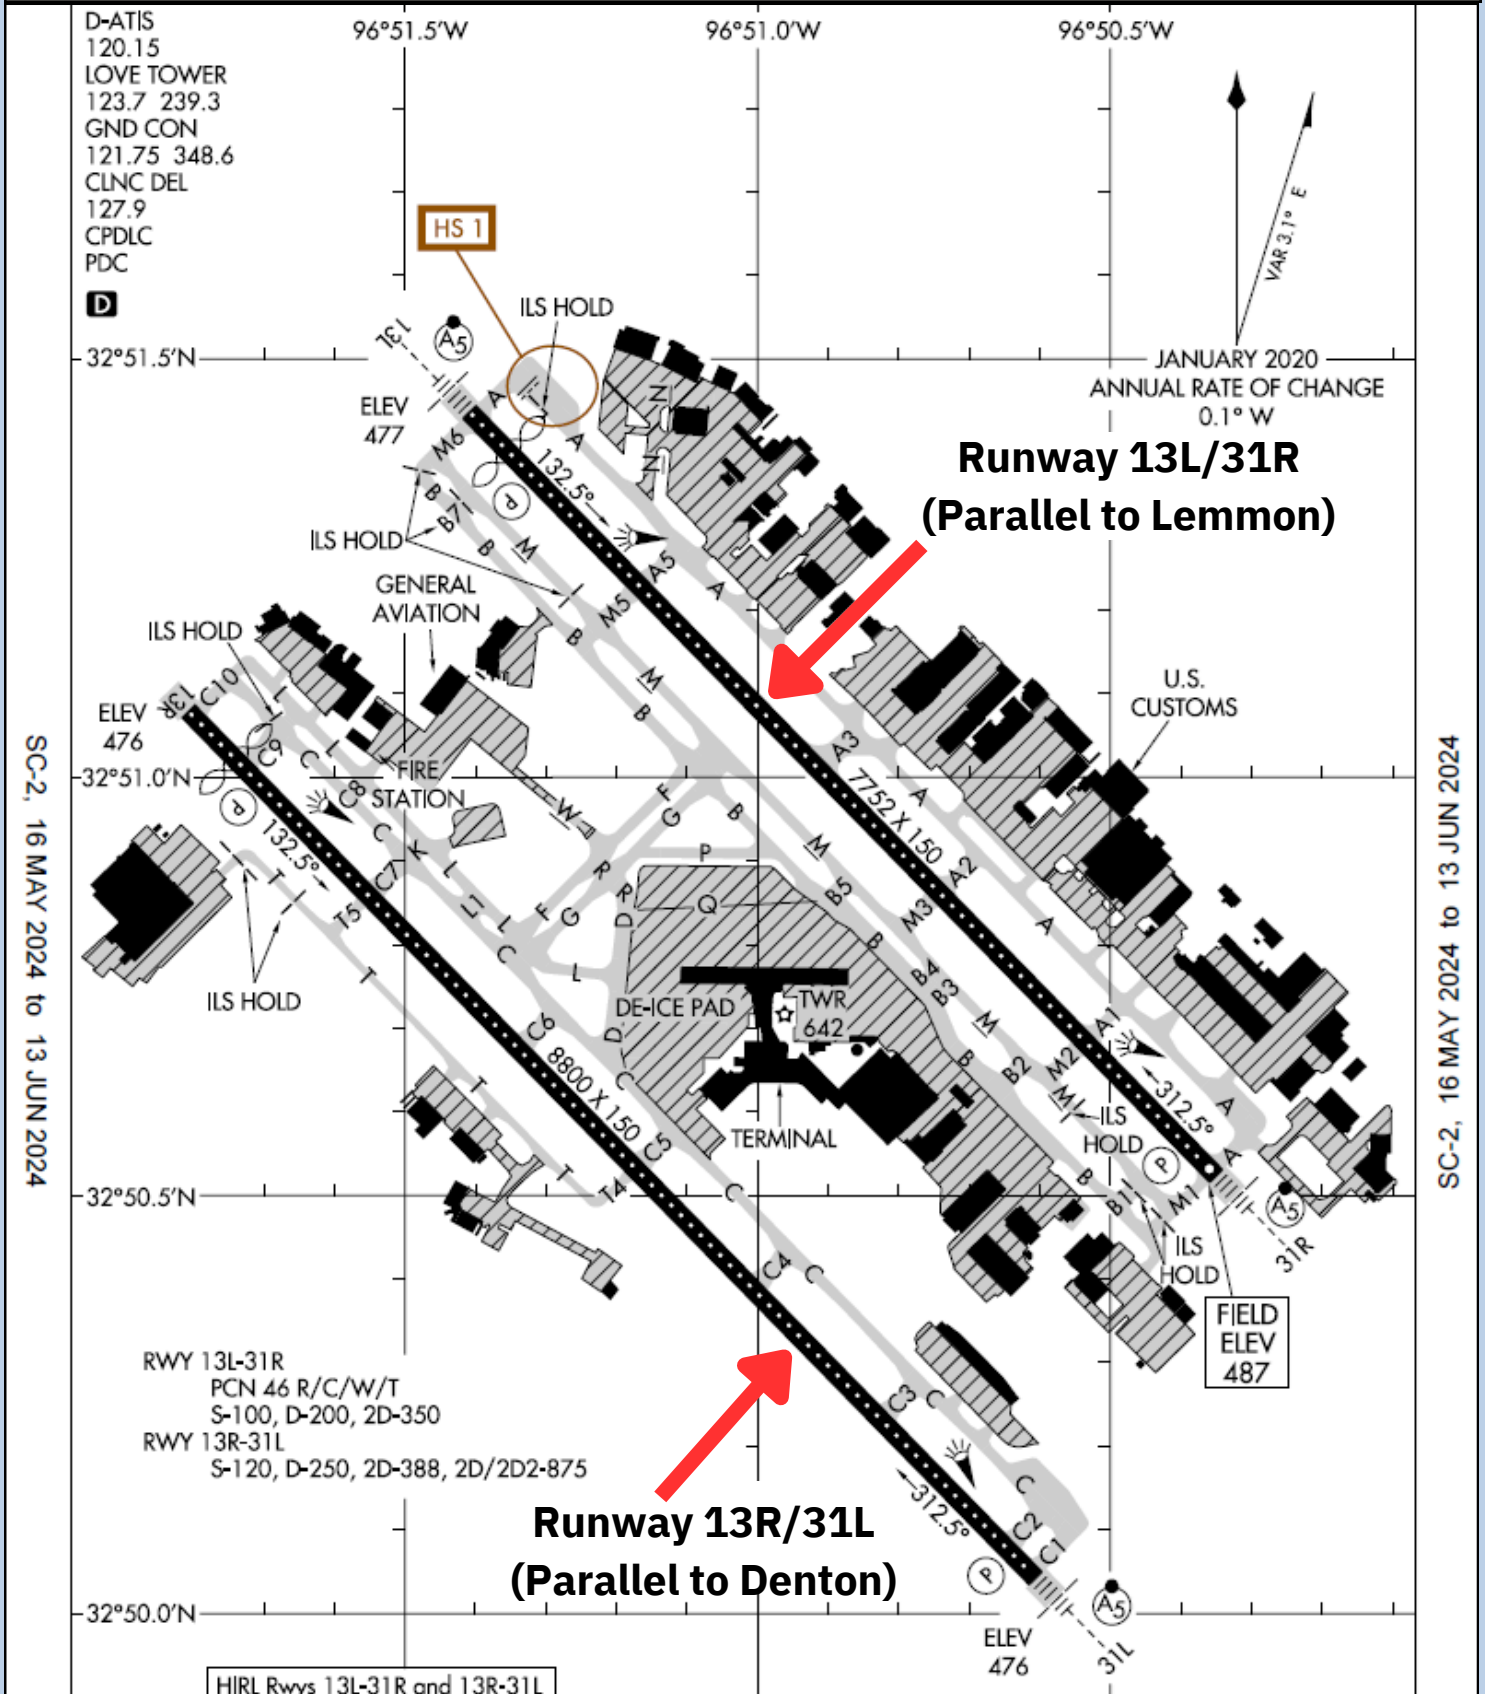 D-ATIS
120.15
LOVE TOWER
123.7 239.3
GND CON
121.75 348.6
CLNC DEL
127.9
CPDLC
PDC
D
96°51.5'W
96°51.0'W
96°50.5'W
VAR 3.1° E
JANUARY 2020
ANNUAL RATE OF CHANGE
0.1° W
HS 1
ILS HOLD
13L
A5
32°51.5'N
ELEV
477
A
A
M6
132.5°
P
N
N
B
B7
B
M
ILS HOLD
A5
A
M5
B
Runway 13L/31R
(Parallel to Lemmon)
GENERAL
AVIATION
ILS HOLD
L
C10
13R
ELEV
476
C9
C
L
M
B
U.S.
CUSTOMS
32°51.0'N
FIRE
STATION
C8
P
132.5°
C
K
C7
L
W
F
G
B
M
A3
7752 X 150
A
A2
P
R
R
Q
D
B5
M3
B
A
L1
L
C
F
G
L
T
T5
T
ILS HOLD
DE-ICE PAD
TWR
642
B4
B3
M
A1
D
C6
8800 X 150
C
C5
T
T
T4
C
TERMINAL
B
B2
M2
M
ILS
HOLD
312.5°
A
A
P
B
B1
M1
A5
31R
ILS
HOLD
FIELD
ELEV
487
32°50.5'N
C4
C
RWY 13L-31R
PCN 46 R/C/W/T
S-100, D-200, 2D-350
RWY 13R-31L
S-120, D-250, 2D-388, 2D/2D2-875
C3
C
312.5°
C
C2
C1
P
A5
31L
Runway 13R/31L
(Parallel to Denton)
32°50.0'N
ELEV
476
HIRL Rwys 13L-31R and 13R-31L
SC-2, 16 MAY 2024 to 13 JUN 2024
SC-2, 16 MAY 2024 to 13 JUN 2024